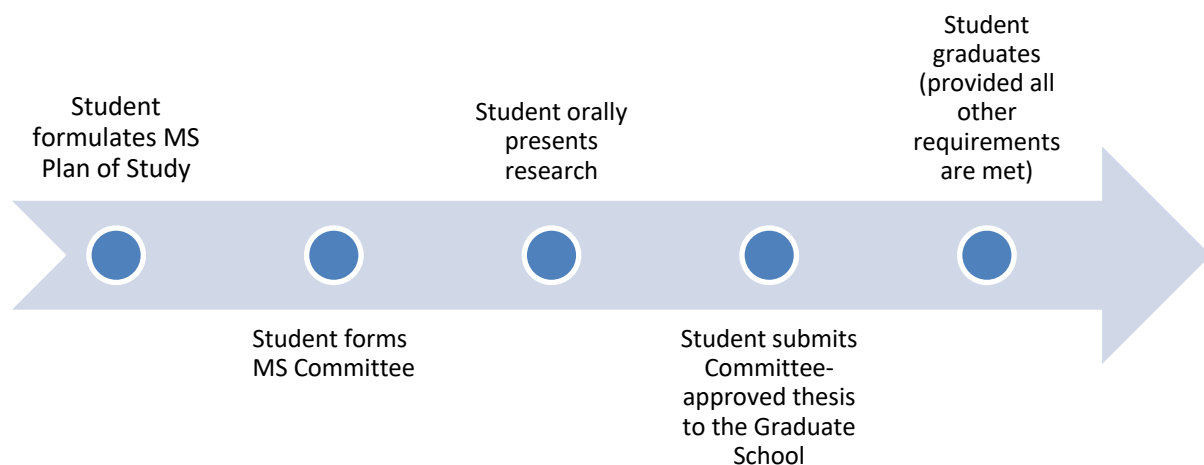 Student
formulates MS
Plan of Study
Student forms
MS Committee
Student orally
presents
research
Student submits
Committee-
approved thesis
to the Graduate
School
Student
graduates
(provided all
other
requirements
are met)